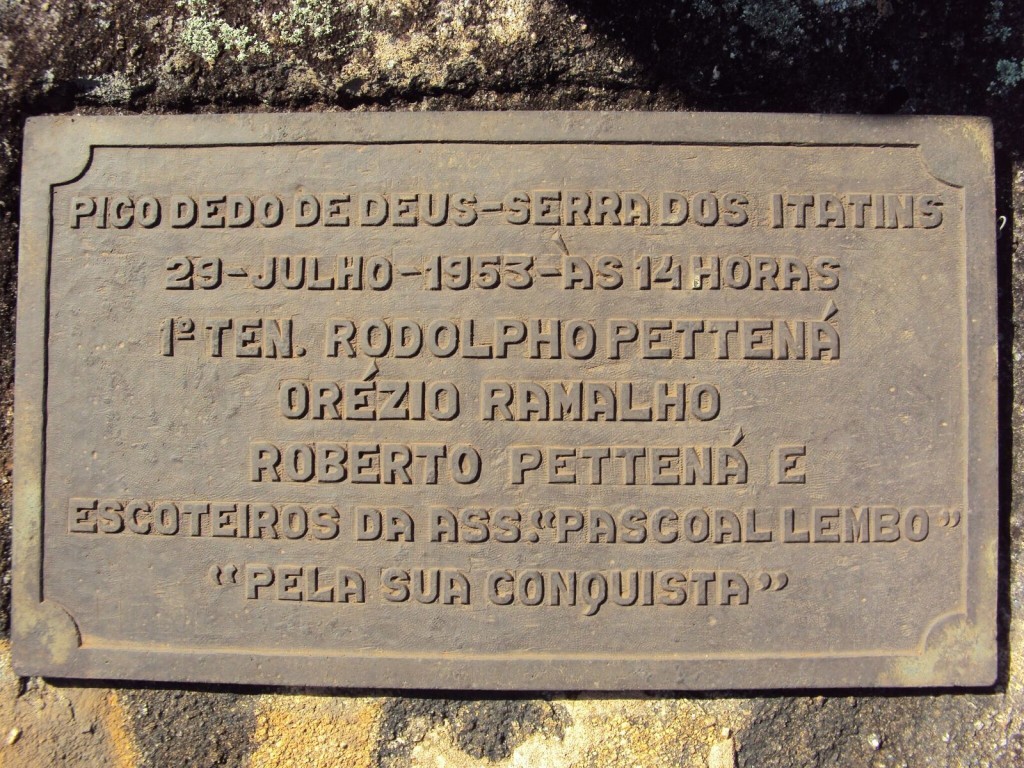 PICO DEDO DE DEUS-SERRA DOS ITATINS
29-JULHO-1953-ÀS 14 HORAS
1º TEN. RODOLPHO PETTENÁ
ORÉZIO RAMALHO
ROBERTO PETTENÁ E
ESCOTEIROS DA ASS. "PASCOAL LEMBO"
"PELA SUA CONQUISTA"